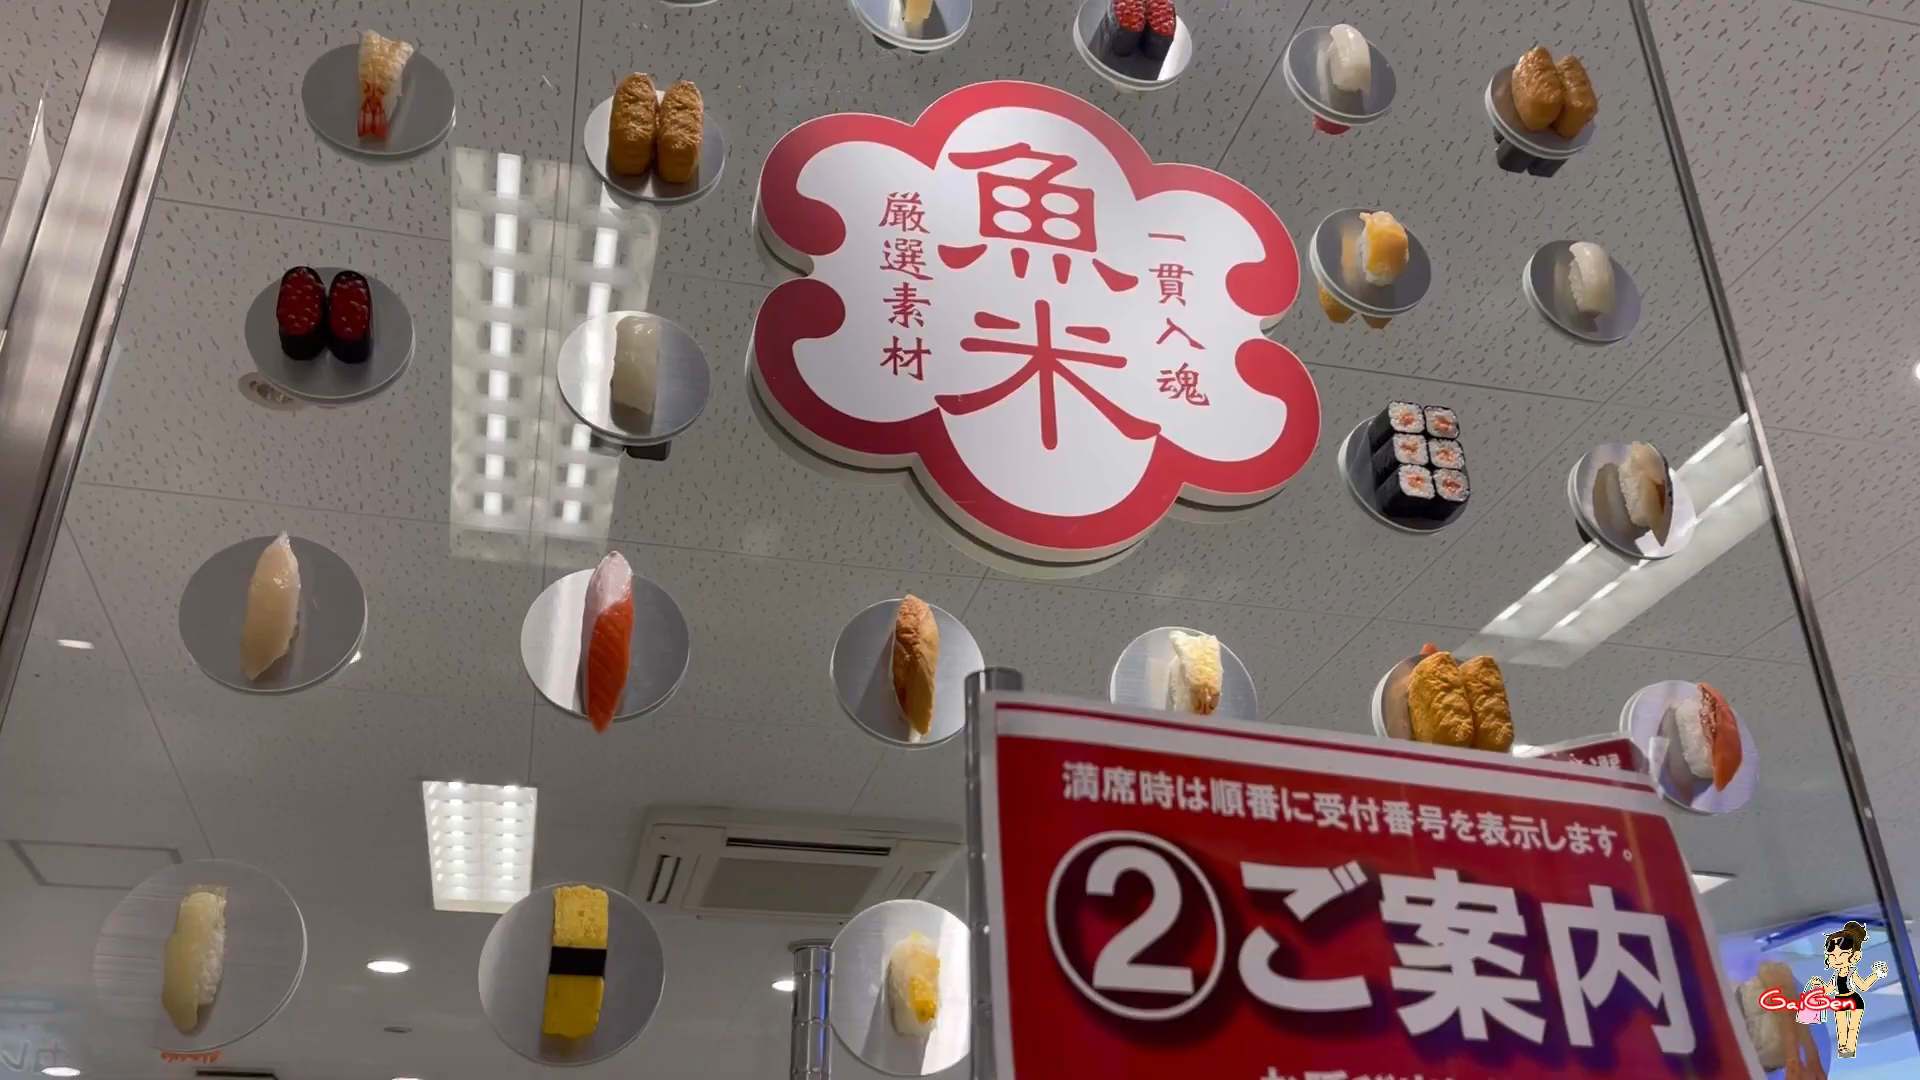 一貫入魂
魚米
厳選素材
満席時は順番に受付番号を表示します。
②ご案内
GaiGen